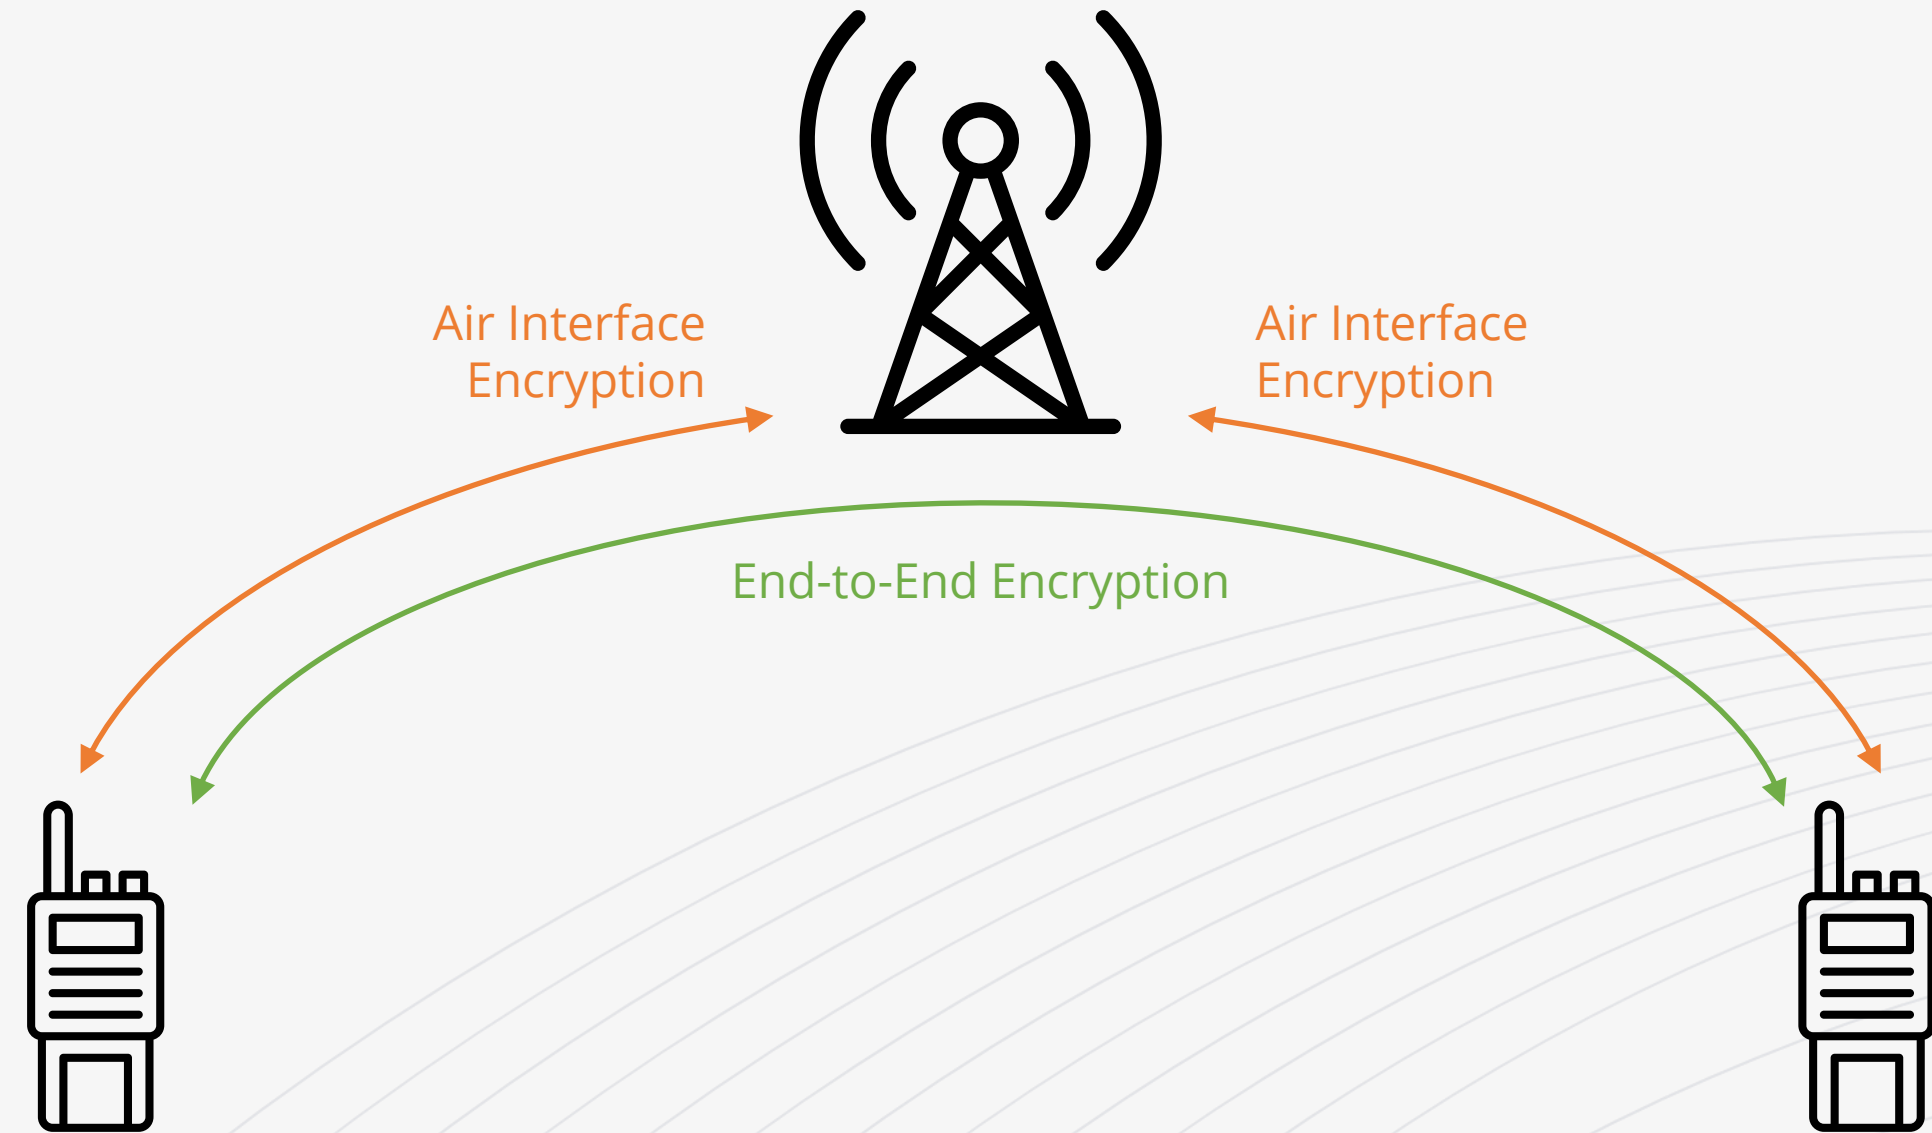 Air Interface
Encryption
Air Interface
Encryption
End-to-End Encryption